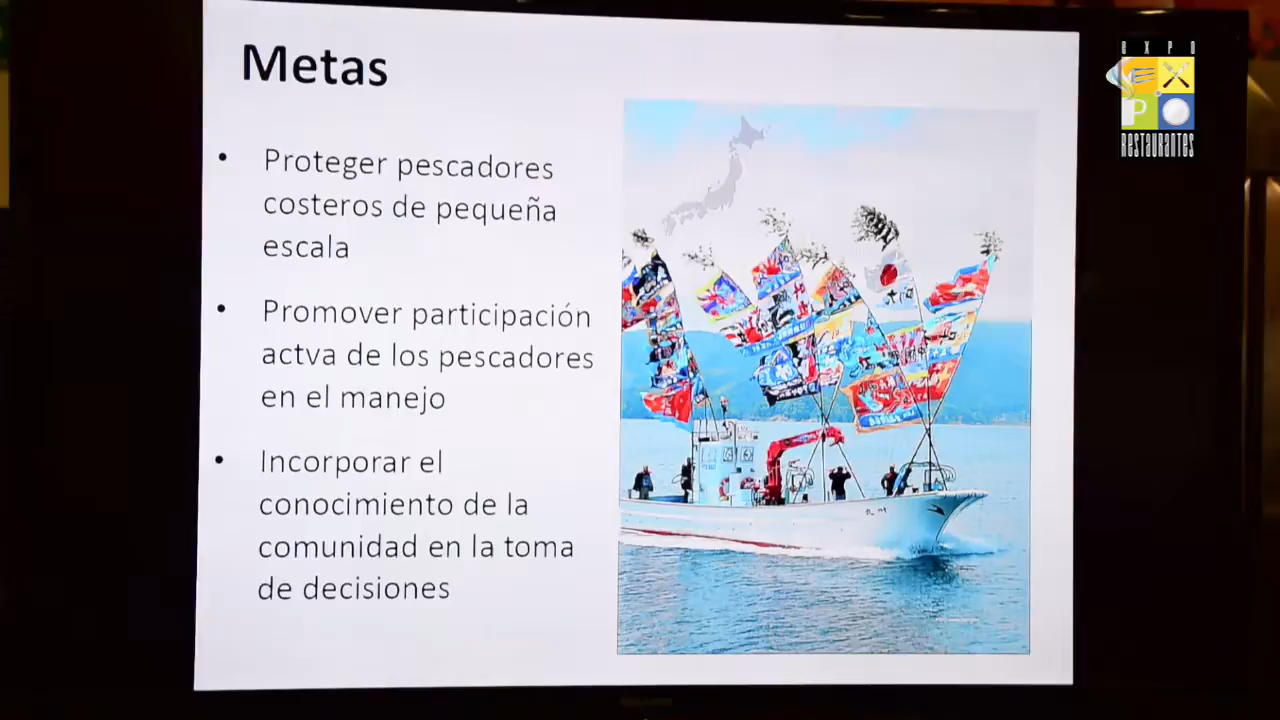 Metas
• Proteger pescadores
costeros de pequeña
escala
• Promover participación
actva de los pescadores
en el manejo
• Incorporar el
conocimiento de la
comunidad en la toma
de decisiones
EXPO
PO
RESTAURANTES